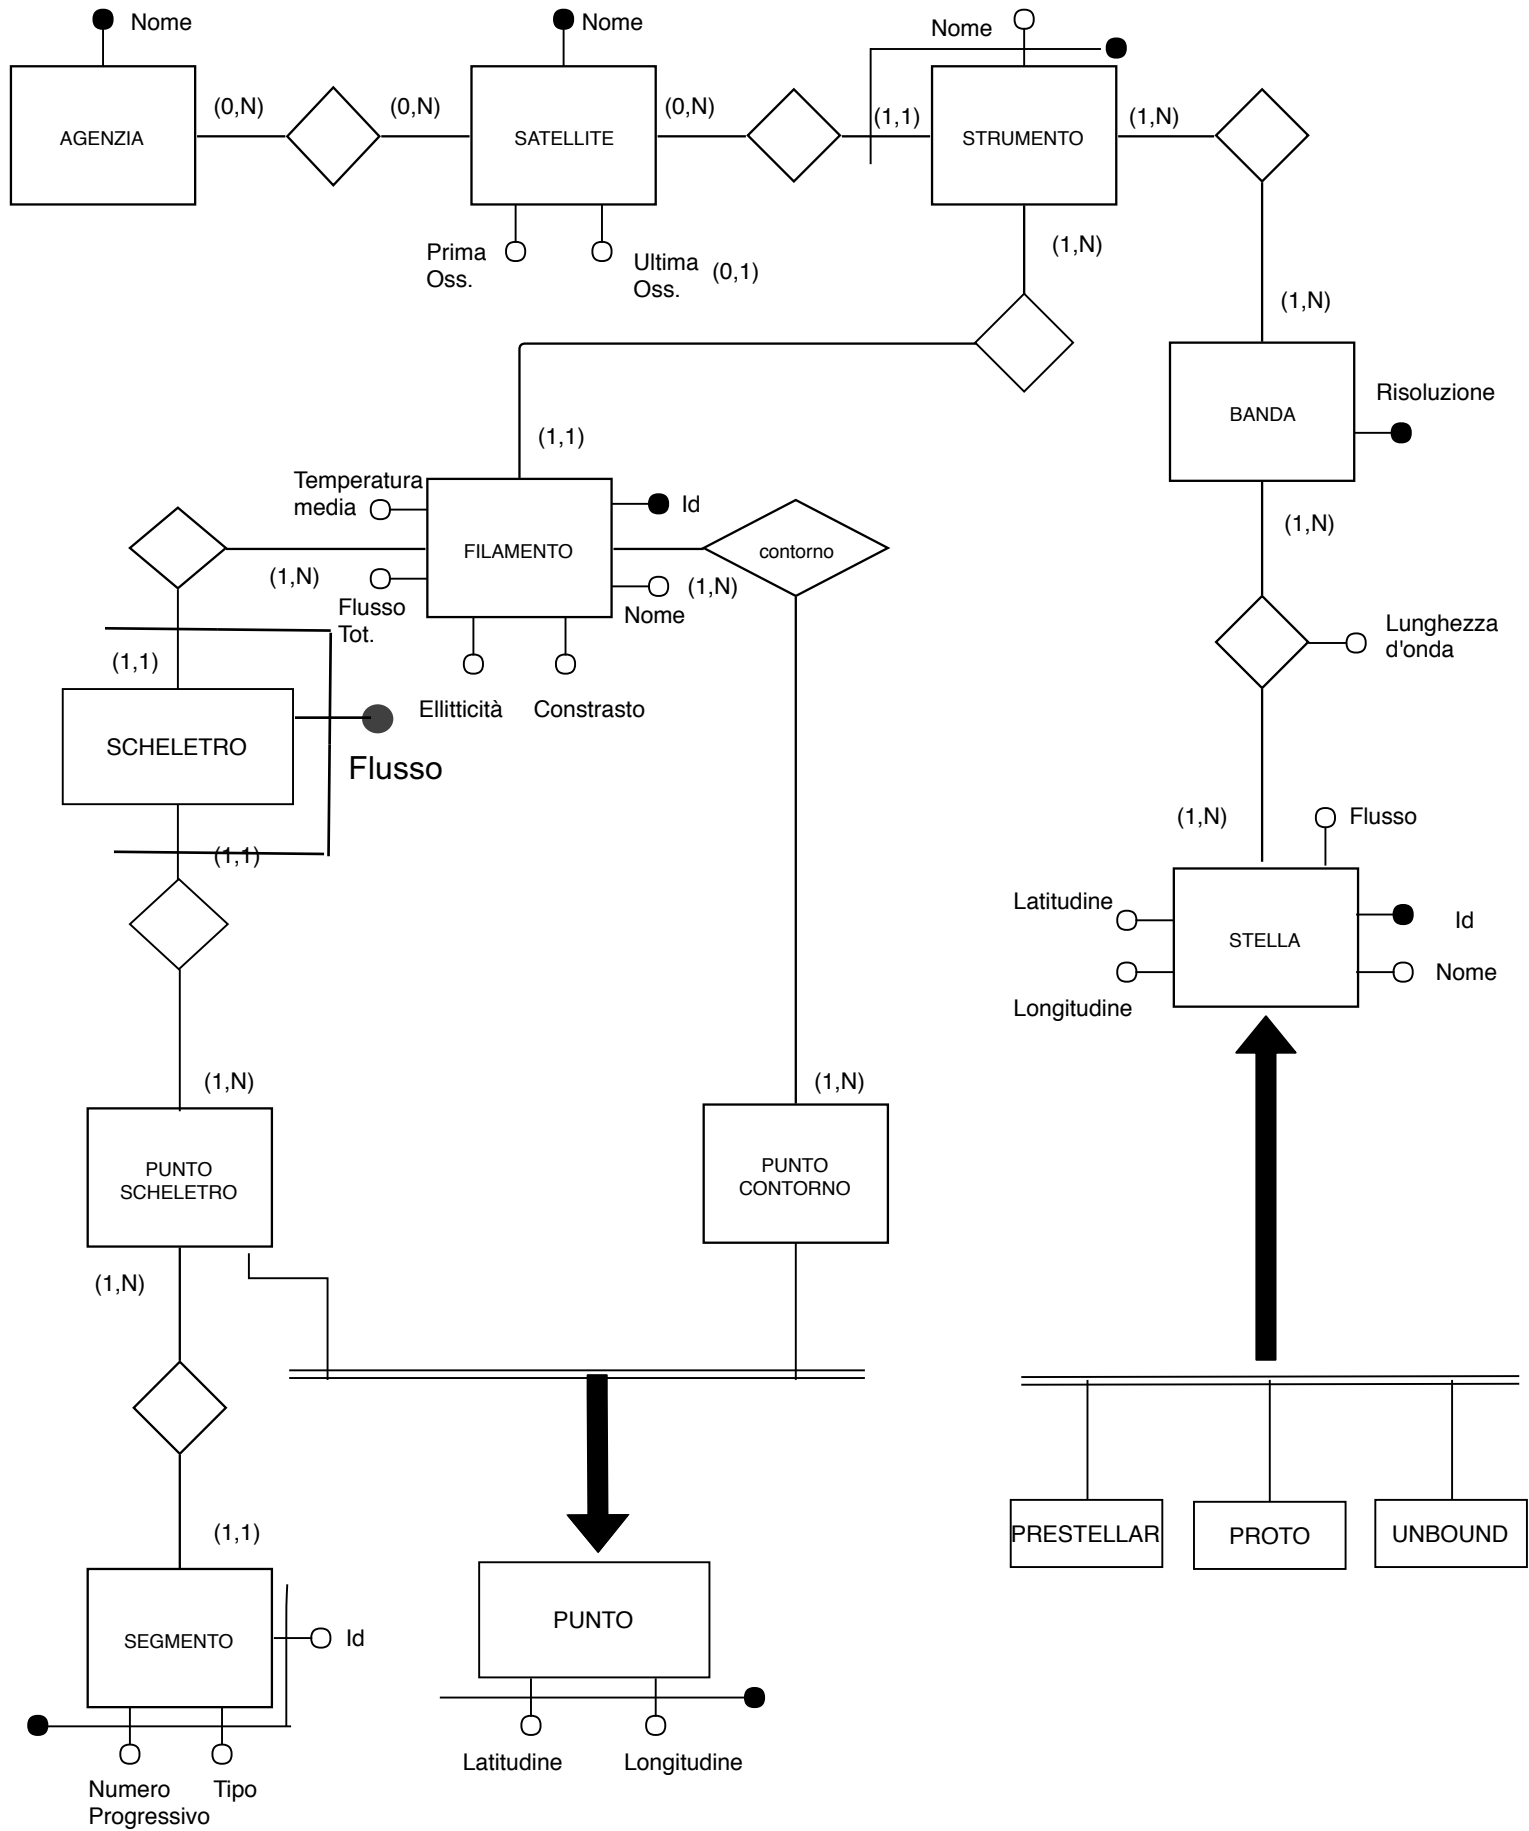 Nome
Nome
Nome
(0,N)
(0,N)
(0,N)
(1,1)
(1,N)
AGENZIA
SATELLITE
STRUMENTO
Prima
Oss.
Ultima
Oss.
(0,1)
(1,N)
(1,N)
BANDA
Risoluzione
(1,1)
Temperatura
media
Id
FILAMENTO
contorno
(1,N)
(1,N)
(1,N)
Flusso
Tot.
Nome
Ellitticità
Constrasto
Lunghezza
d'onda
(1,1)
SCHELETRO
Flusso
(1,1)
(1,N)
Flusso
Latitudine
STELLA
Id
Nome
Longitudine
(1,N)
(1,N)
PUNTO
SCHELETRO
PUNTO
CONTORNO
(1,N)
(1,1)
PRESTELLAR
PROTO
UNBOUND
SEGMENTO
Id
PUNTO
Latitudine
Longitudine
Numero
Progressivo
Tipo